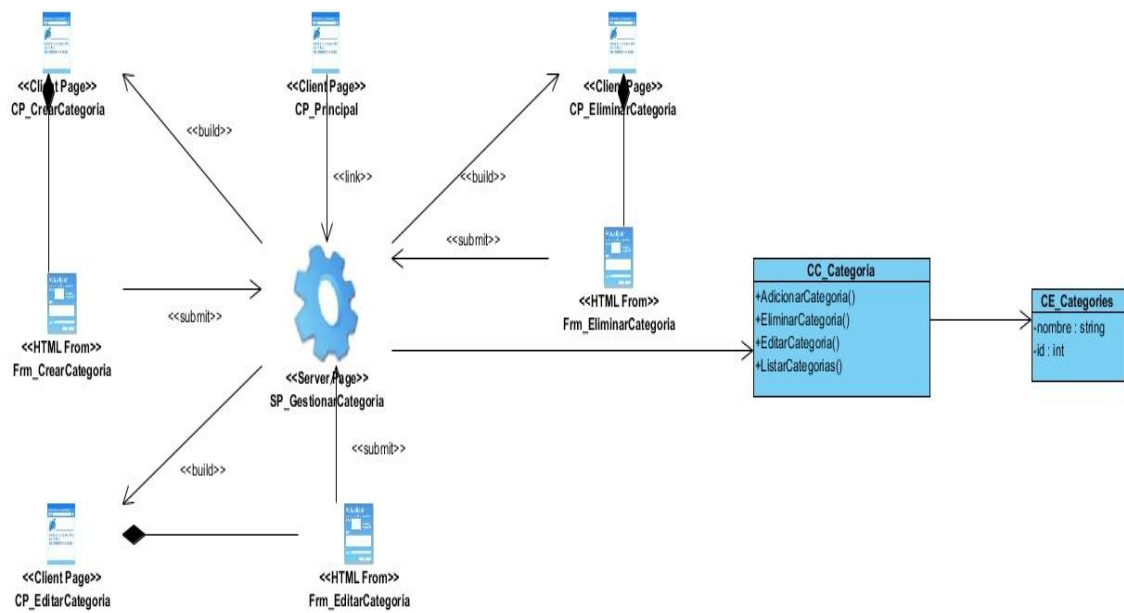 <<Client Page>>
CP_CrearCategoria
<<Client Page>>
CP_Principal
<<Client Page>>
CP_EliminarCategoria
<<build>>
<<link>>
<<build>>
<<submit>>
<<HTML From>>
Frm_EliminarCategoria
<<submit>>
<<HTML From>>
Frm_CrearCategoria
<<Server Page>>
SP_GestionarCategoria
CC_Categoria
+AdicionarCategoria()
+EliminarCategoria()
+EditarCategoria()
+ListarCategorias()
CE_Categories
-nombre : string
-id : int
<<build>>
<<submit>>
<<Client Page>>
CP_EditarCategoria
<<HTML From>>
Frm_EditarCategoria